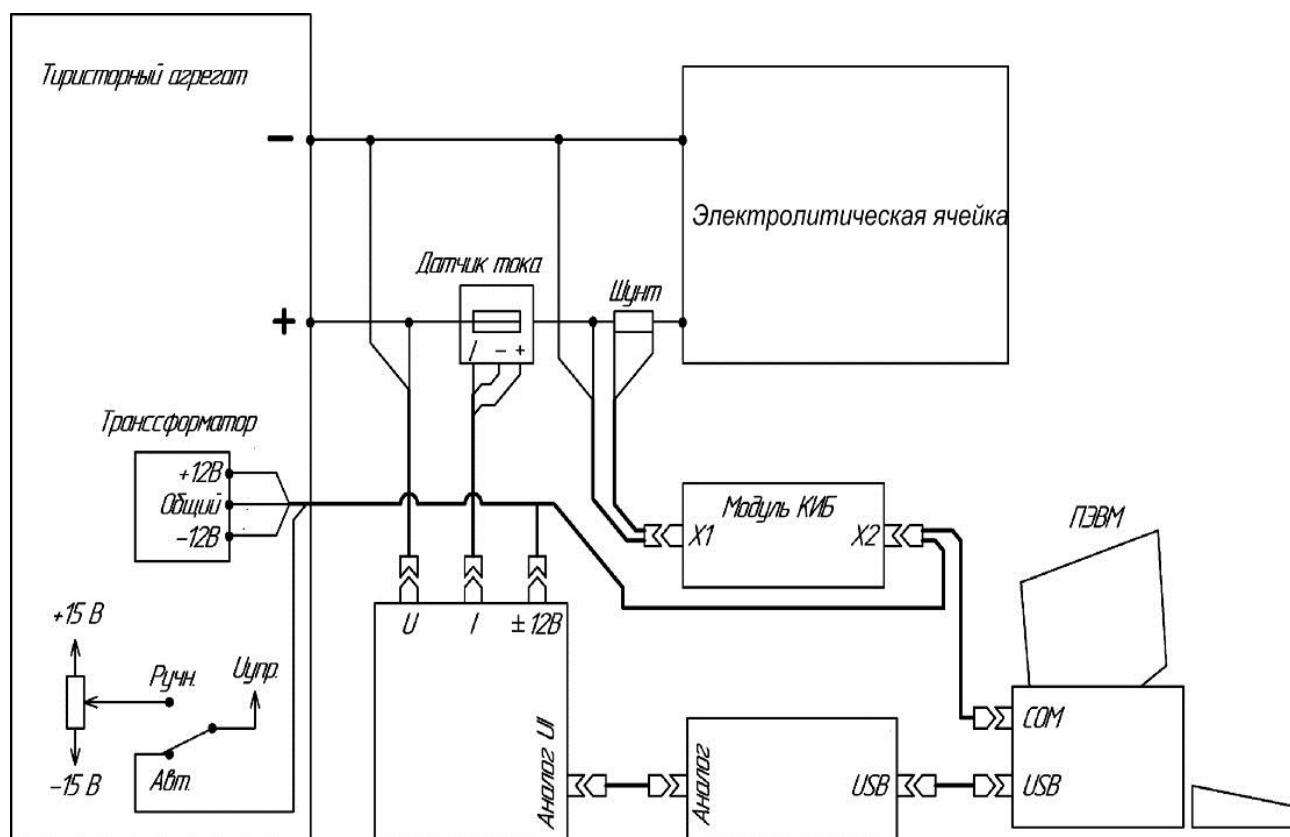 Тиристорный агрегат
−
+
Электролитическая ячейка
Датчик тока
Шунт
I − +
Трансcформатор
+12В
Общий
−12В
Модуль КИБ
X1
X2
ПЭВМ
U
I
±12В
+15 В
Ручн.
Uупр.
−15 В
Авт.
Аналог UI
Аналог
USB
COM
USB